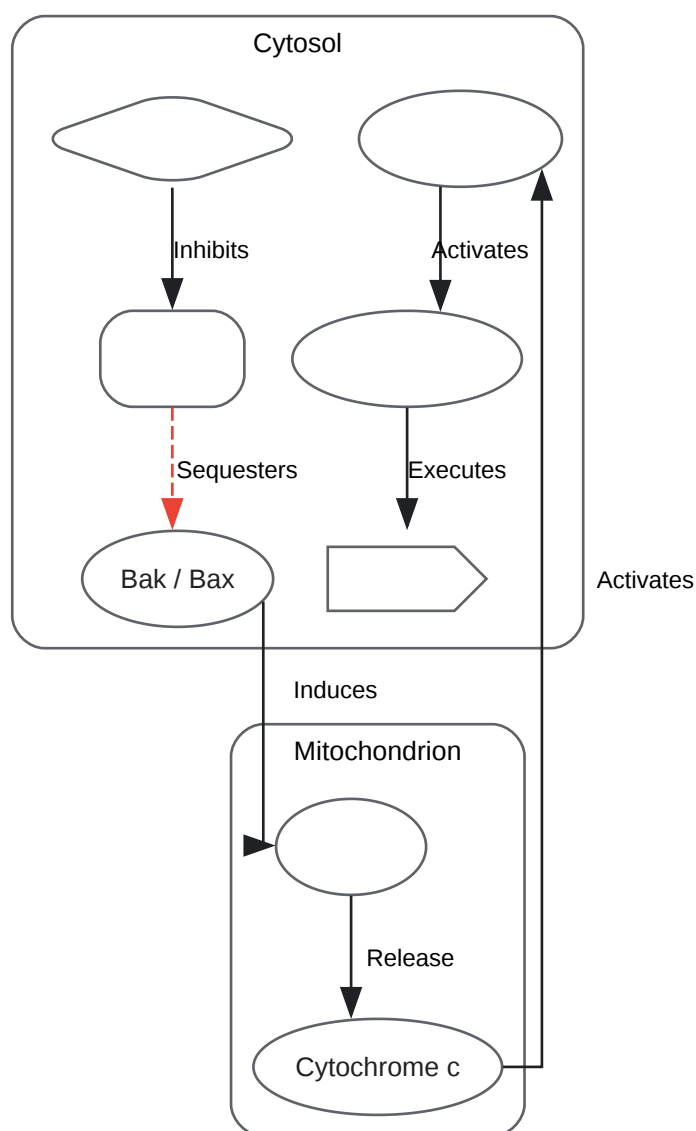 Cytosol
Inhibits
Activates
Sequesters
Executes
Bak / Bax
Activates
Induces
Mitochondrion
Release
Cytochrome c